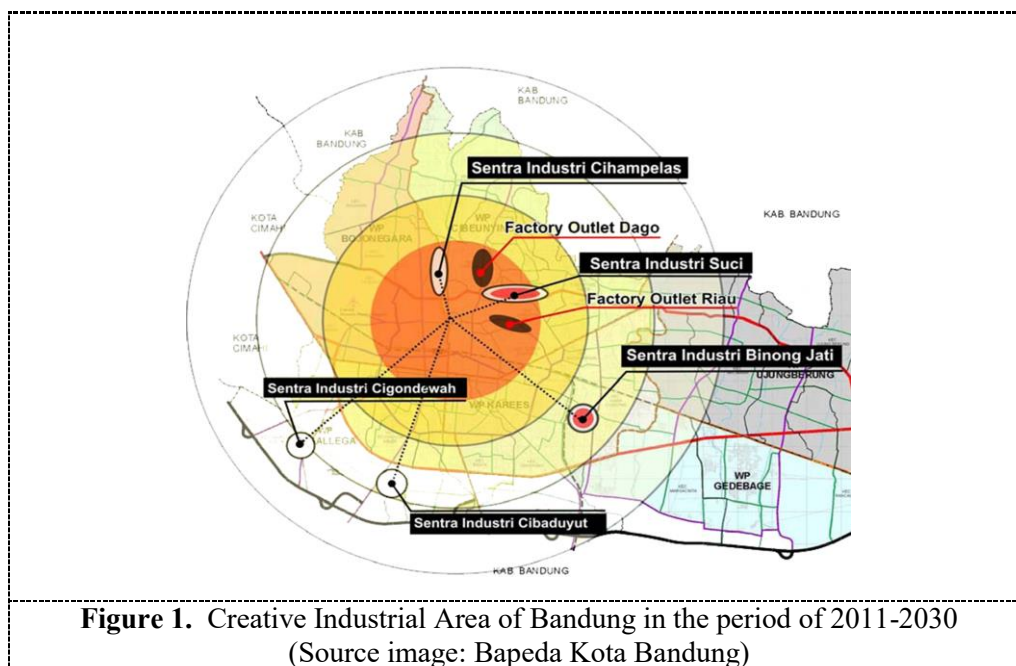 KAB
BANDUNG
KAB
BANDUNG
Sentra Industri Cihampelas
KOTA
CIMAHI
WP
BOJONEGARA
WP
Factory Outlet Dago
KAB. BANDUNG
Sentra Industri Suci
Factory Outlet Riau
KOTA
CIMAHI
Sentra Industri Binong Jati
UJUNGBERUNG
Sentra Industri Cigondewah
WP KAREES
ALLEGA
WP
GEDEBAGE
Sentra Industri Cibaduyut
KAB BANDUNG
Figure 1. Creative Industrial Area of Bandung in the period of 2011-2030
(Source image: Bapeda Kota Bandung)